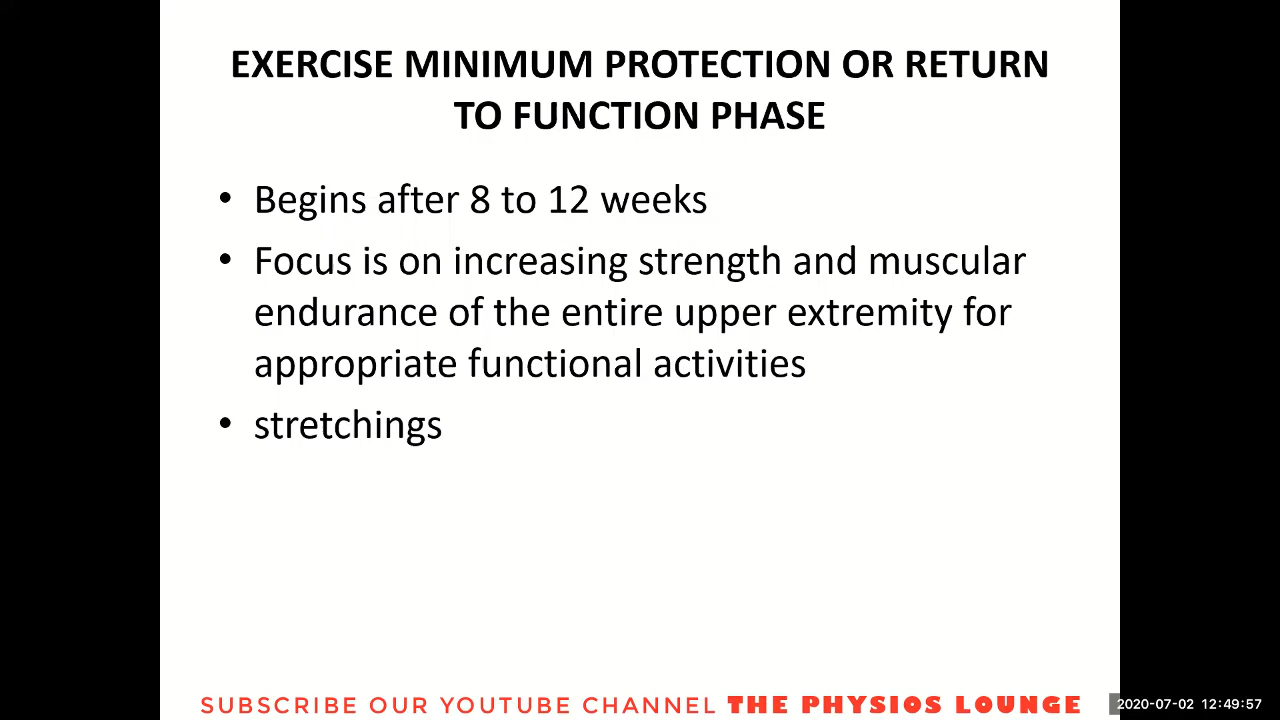 EXERCISE MINIMUM PROTECTION OR RETURN
TO FUNCTION PHASE
• Begins after 8 to 12 weeks
• Focus is on increasing strength and muscular
endurance of the entire upper extremity for
appropriate functional activities
• stretchings
SUBSCRIBE OUR YOUTUBE CHANNEL THE PHYSIOS LOUNGE
2020-07-02 12:49:57